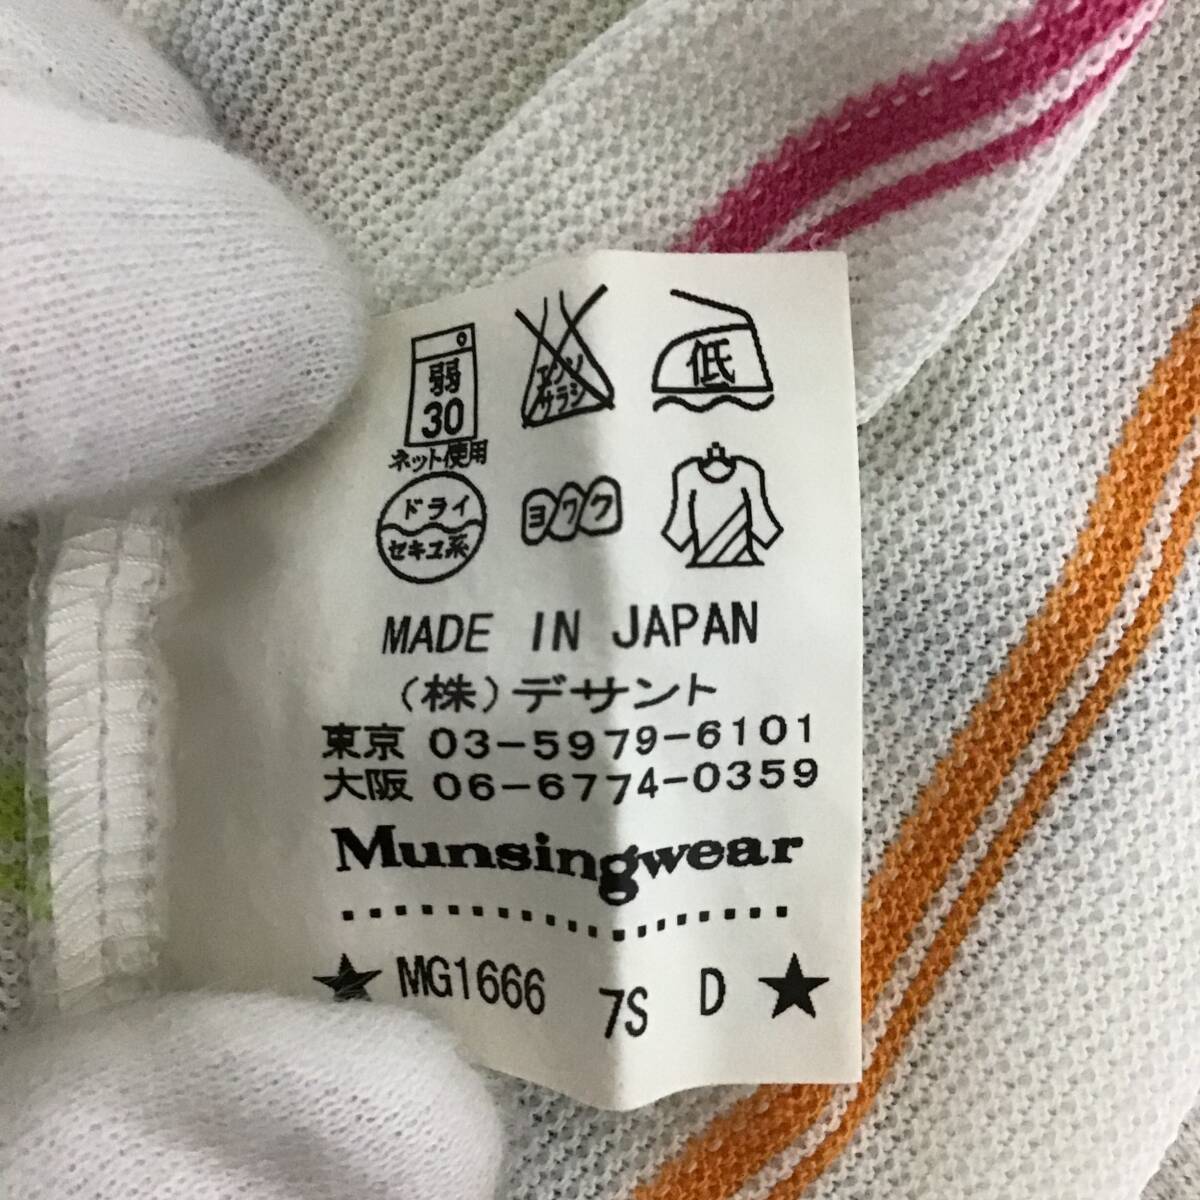 弱
30
ネット使用
エンソ
サラシ
低
ドライ
セキユ系
ヨワク
MADE IN JAPAN
(株)デサント
東京 03-5979-6101
大阪 06-6774-0359
Munsingwear
★ MG1666 7S D ★